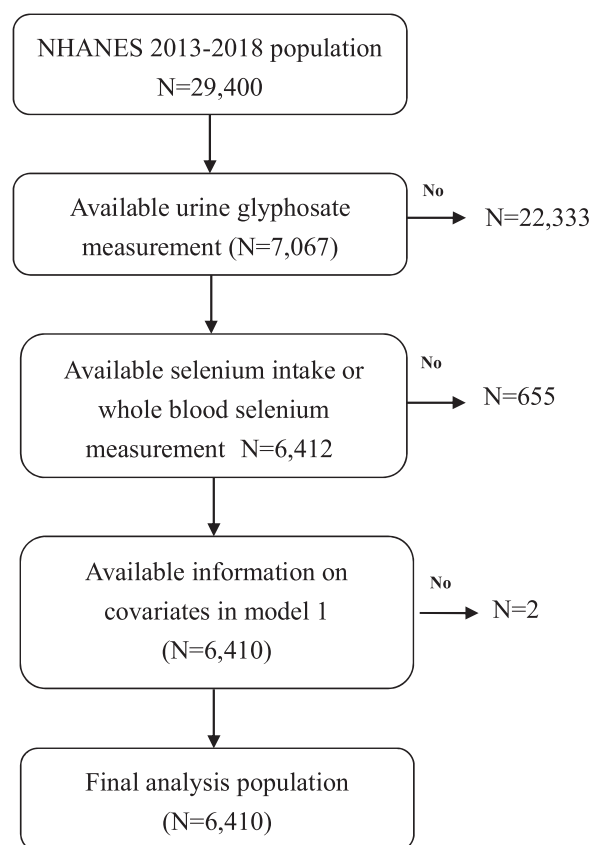 NHANES 2013-2018 population
N=29,400
Available urine glyphosate
measurement (N=7,067)
No
N=22,333
Available selenium intake or
whole blood selenium
measurement N=6,412
No
N=655
Available information on
covariates in model 1
(N=6,410)
No
N=2
Final analysis population
(N=6,410)